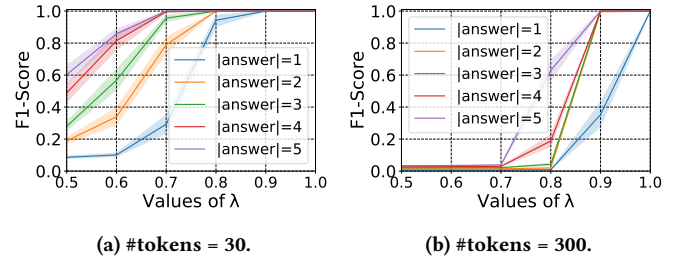 1.0
0.8
0.6
0.4
0.2
0.0
F1-Score
|answer|=1
|answer|=2
|answer|=3
|answer|=4
|answer|=5
0.5 0.6 0.7 0.8 0.9 1.0
Values of λ
(a) #tokens = 30.
1.0
0.8
0.6
0.4
0.2
0.0
F1-Score
|answer|=1
|answer|=2
|answer|=3
|answer|=4
|answer|=5
0.5 0.6 0.7 0.8 0.9 1.0
Values of λ
(b) #tokens = 300.